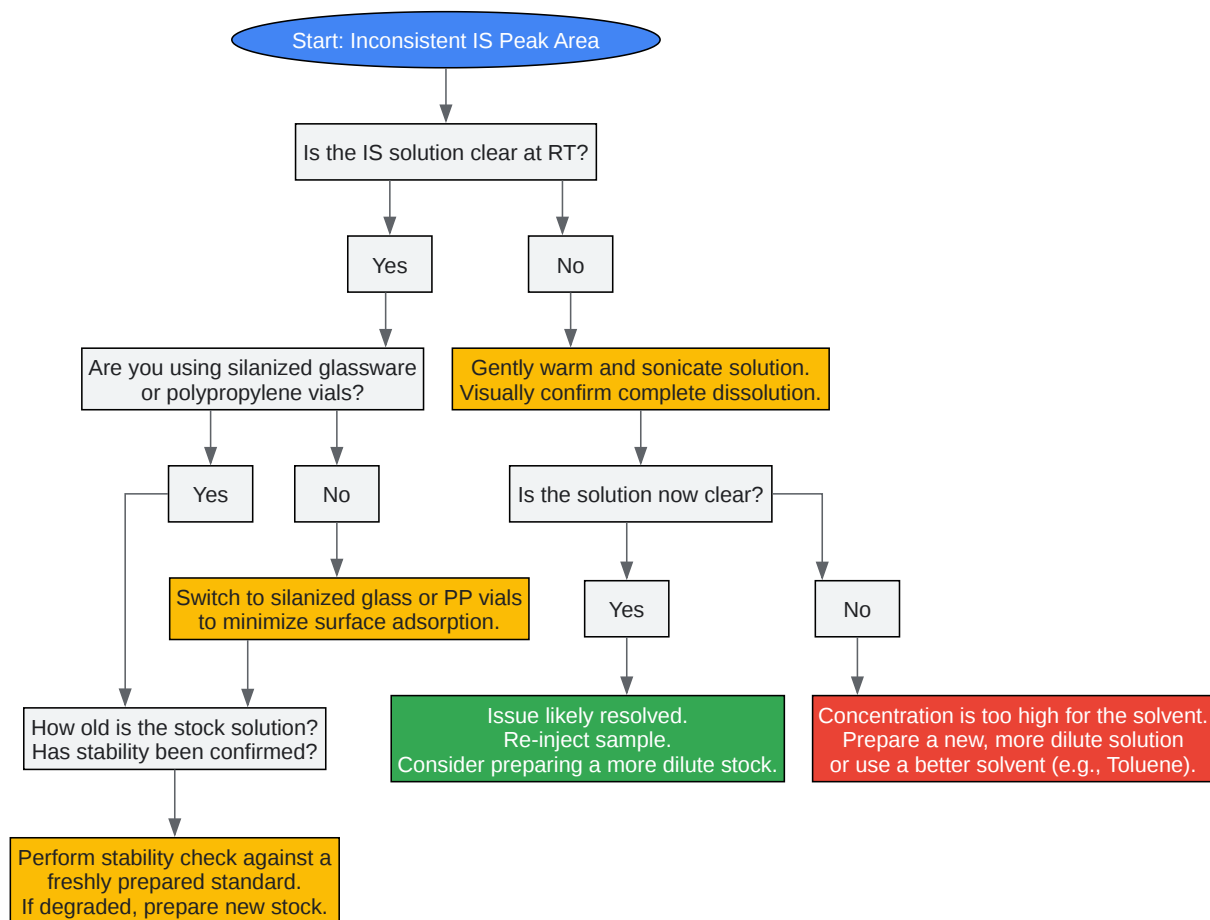 Start: Inconsistent IS Peak Area
Is the IS solution clear at RT?
Yes
No
Are you using silanized glassware
or polypropylene vials?
Gently warm and sonicate solution.
Visually confirm complete dissolution.
Yes
No
Is the solution now clear?
Switch to silanized glass or PP vials
to minimize surface adsorption.
Yes
No
How old is the stock solution?
Has stability been confirmed?
Issue likely resolved.
Re-inject sample.
Consider preparing a more dilute stock.
Concentration is too high for the solvent.
Prepare a new, more dilute solution
or use a better solvent (e.g., Toluene).
Perform stability check against a
freshly prepared standard.
If degraded, prepare new stock.